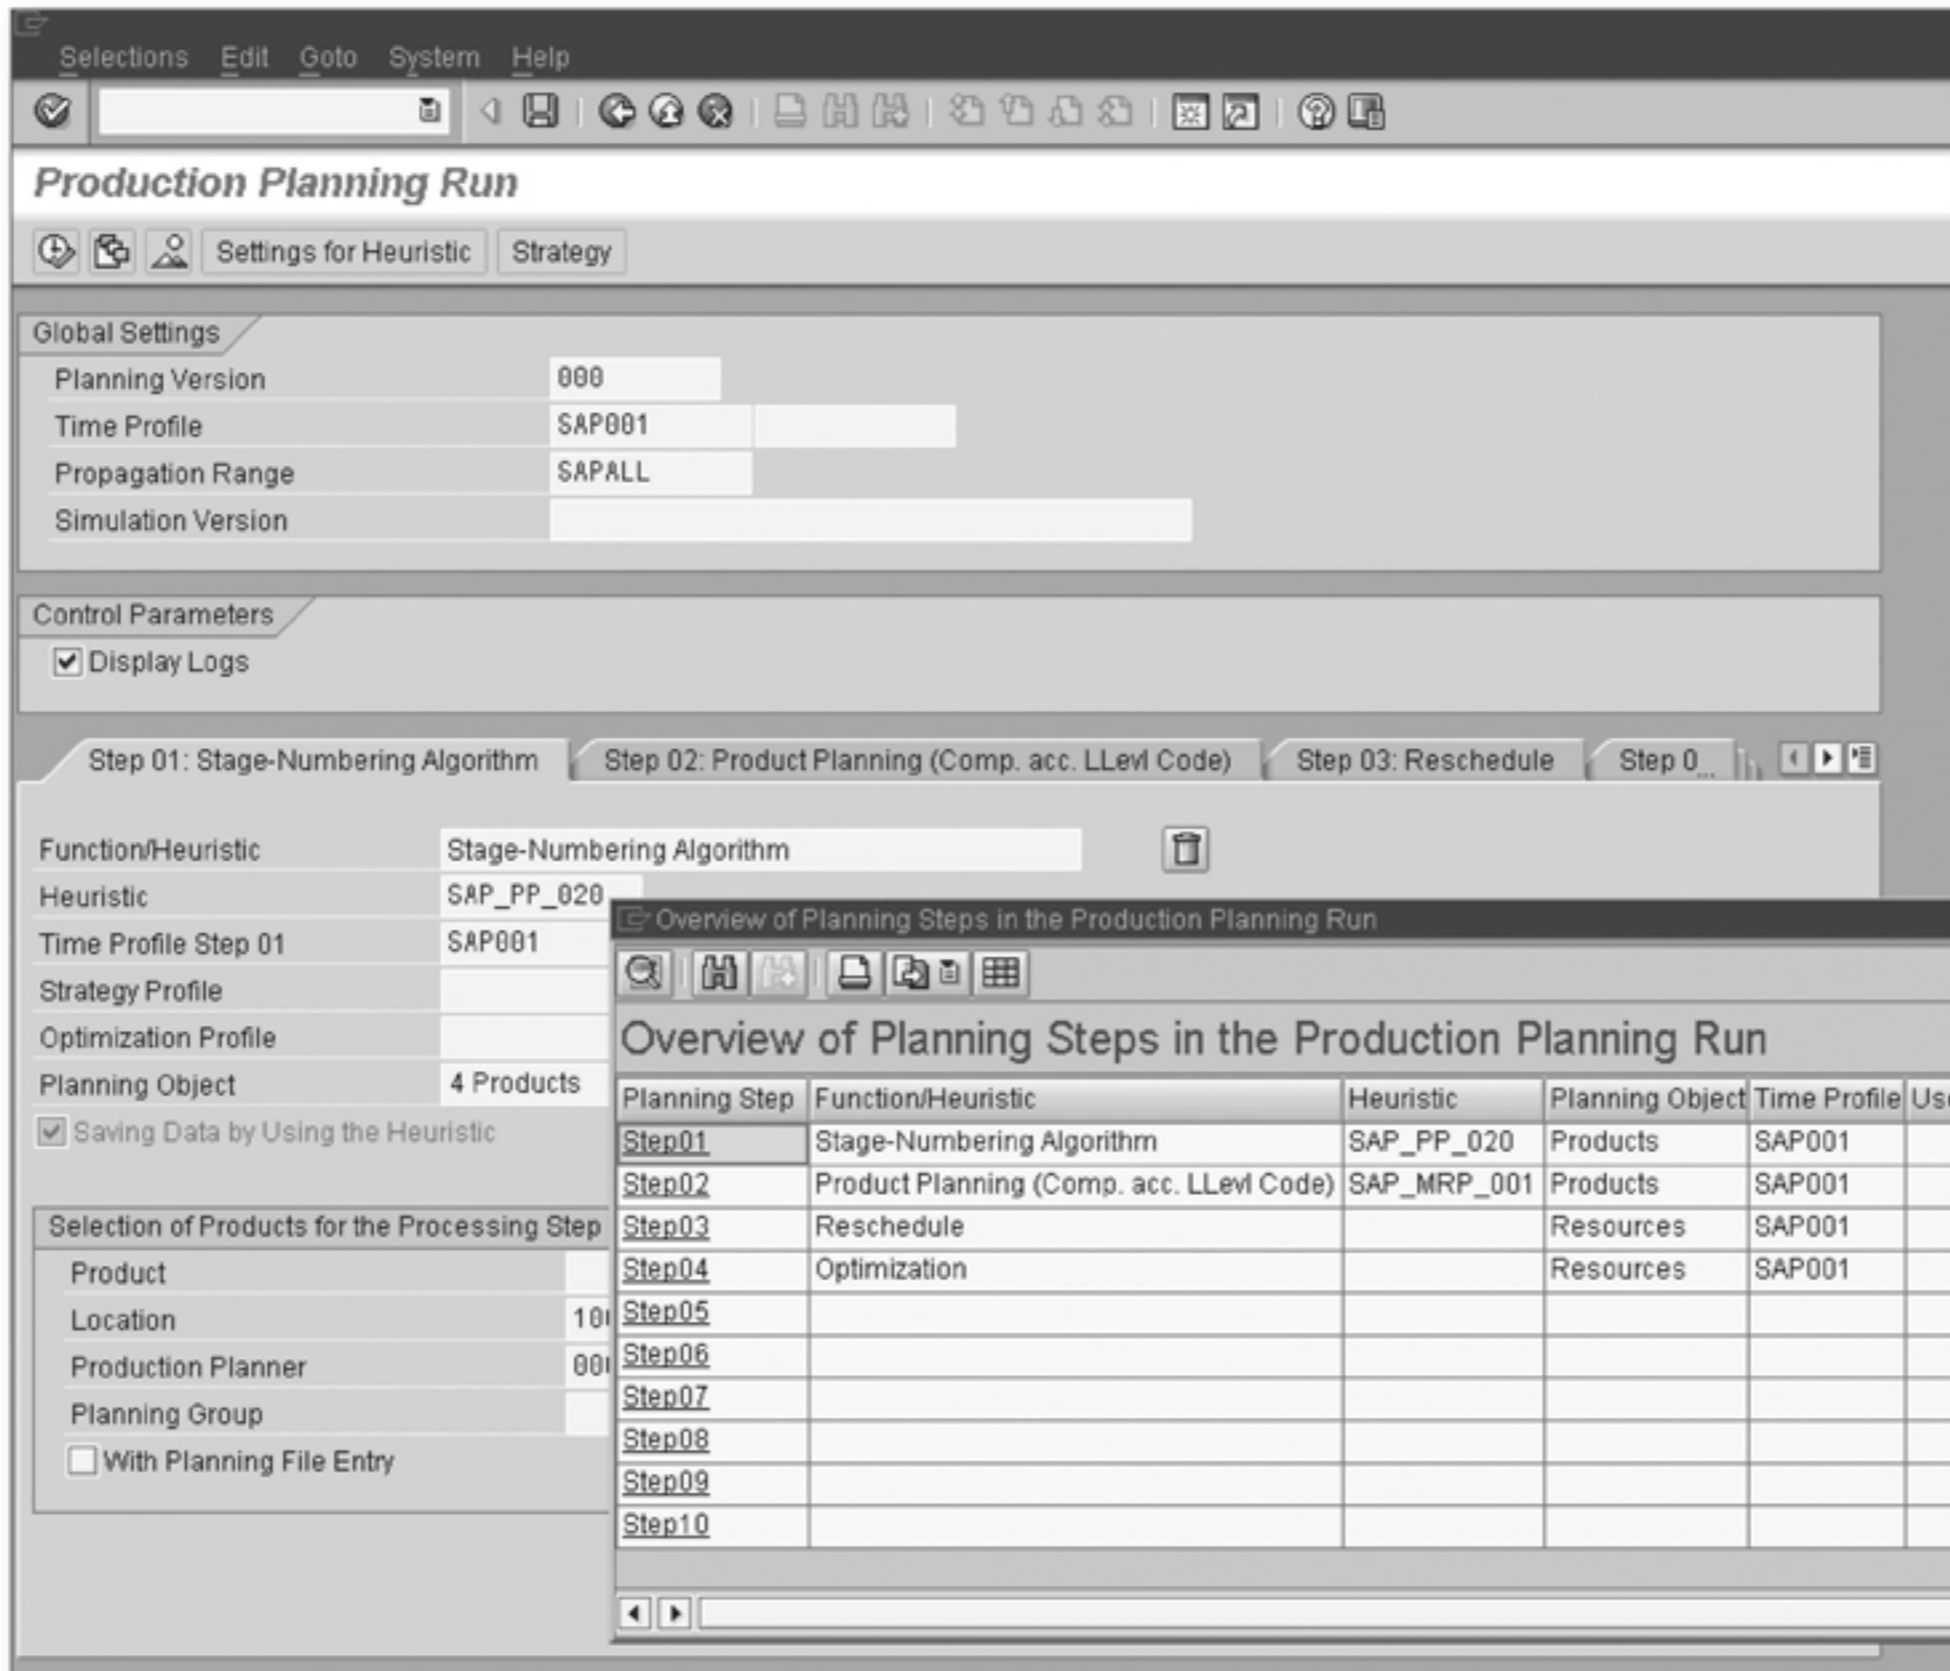 Selections Edit Goto System Help
Production Planning Run
Settings for Heuristic Strategy
Global Settings
Planning Version 000
Time Profile SAP001
Propagation Range SAPALL
Simulation Version
Control Parameters
Display Logs
Step 01: Stage-Numbering Algorithm Step 02: Product Planning (Comp. acc. LLevl Code) Step 03: Reschedule Step 0...
Function/Heuristic Stage-Numbering Algorithm
Heuristic SAP_PP_020
Time Profile Step 01 SAP001
Strategy Profile
Optimization Profile
Planning Object 4 Products
Saving Data by Using the Heuristic
Selection of Products for the Processing Step
Product
Location
Production Planner
Planning Group
With Planning File Entry
Overview of Planning Steps in the Production Planning Run
Overview of Planning Steps in the Production Planning Run
Planning Step Function/Heuristic Heuristic Planning Object Time Profile
Step01 Stage-Numbering Algorithm SAP_PP_020 Products SAP001
Step02 Product Planning (Comp. acc. LLevl Code) SAP_MRP_001 Products SAP001
Step03 Reschedule Resources SAP001
Step04 Optimization Resources SAP001
Step05
Step06
Step07
Step08
Step09
Step10